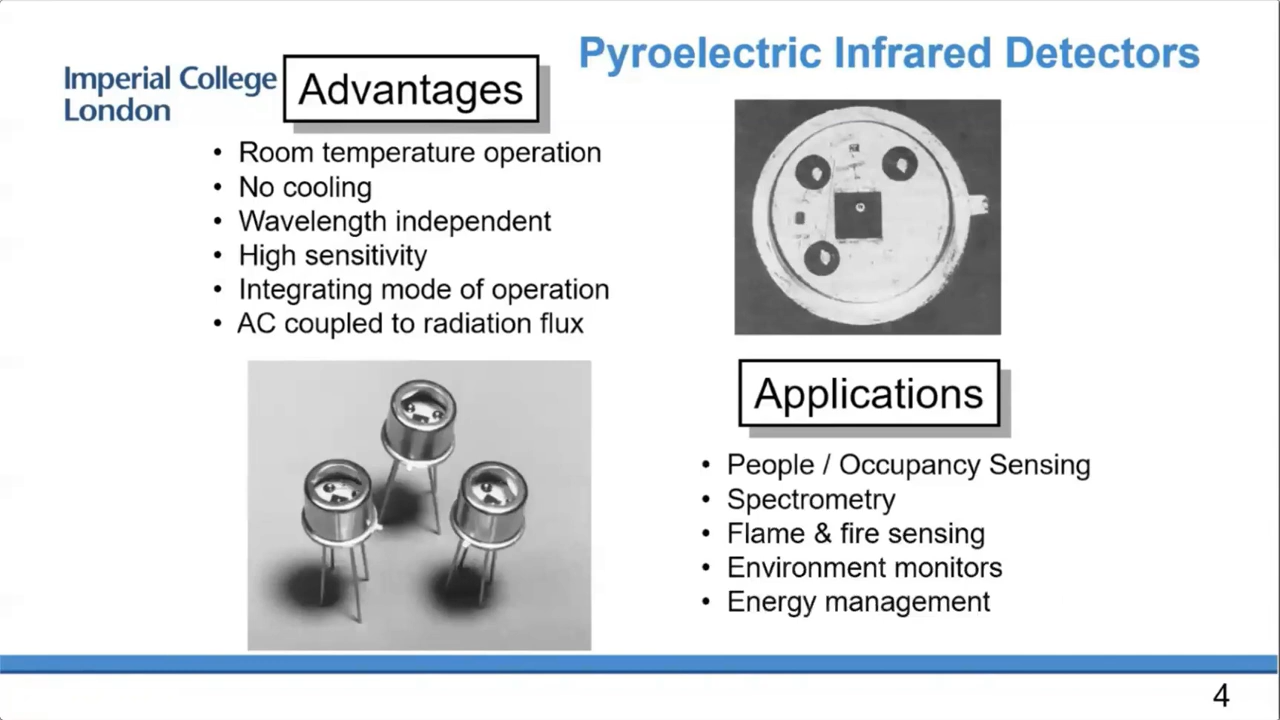 Pyroelectric Infrared Detectors
Imperial College
London
Advantages
• Room temperature operation
• No cooling
• Wavelength independent
• High sensitivity
• Integrating mode of operation
• AC coupled to radiation flux
Applications
• People / Occupancy Sensing
• Spectrometry
• Flame & fire sensing
• Environment monitors
• Energy management
4